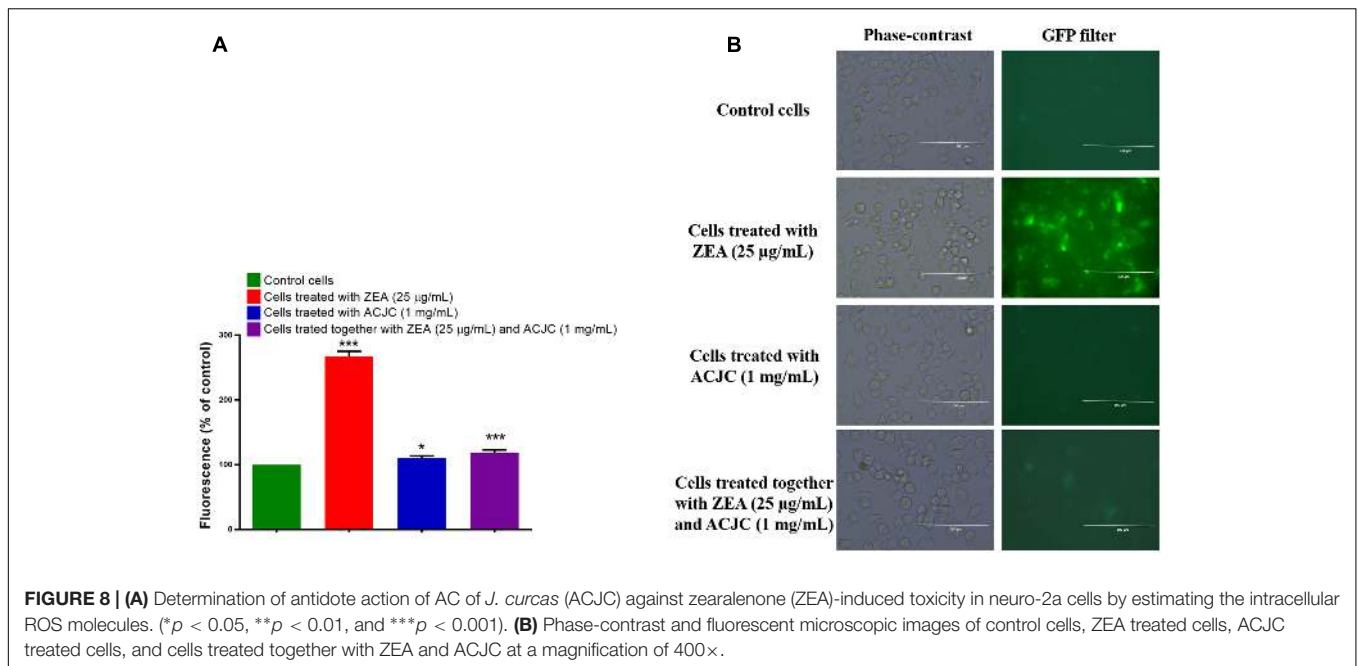 A
B
Phase-contrast
GFP filter
Control cells
Cells treated with
ZEA (25 µg/mL)
Cells treated with
ACJC (1 mg/mL)
Cells treated together
with ZEA (25 µg/mL)
and ACJC (1 mg/mL)
Control cells
Cells treated with ZEA (25 µg/mL)
Cells traeted with ACJC (1 mg/mL)
Cells trated together with ZEA (25 µg/mL) and ACJC (1 mg/mL)
Fluorescence (% of control)
300
200
100
0
***
*
***
FIGURE 8 | (A) Determination of antidote action of AC of J. curcas (ACJC) against zearalenone (ZEA)-induced toxicity in neuro-2a cells by estimating the intracellular
ROS molecules. (*p < 0.05, **p < 0.01, and ***p < 0.001). (B) Phase-contrast and fluorescent microscopic images of control cells, ZEA treated cells, ACJC
treated cells, and cells treated together with ZEA and ACJC at a magnification of 400×.